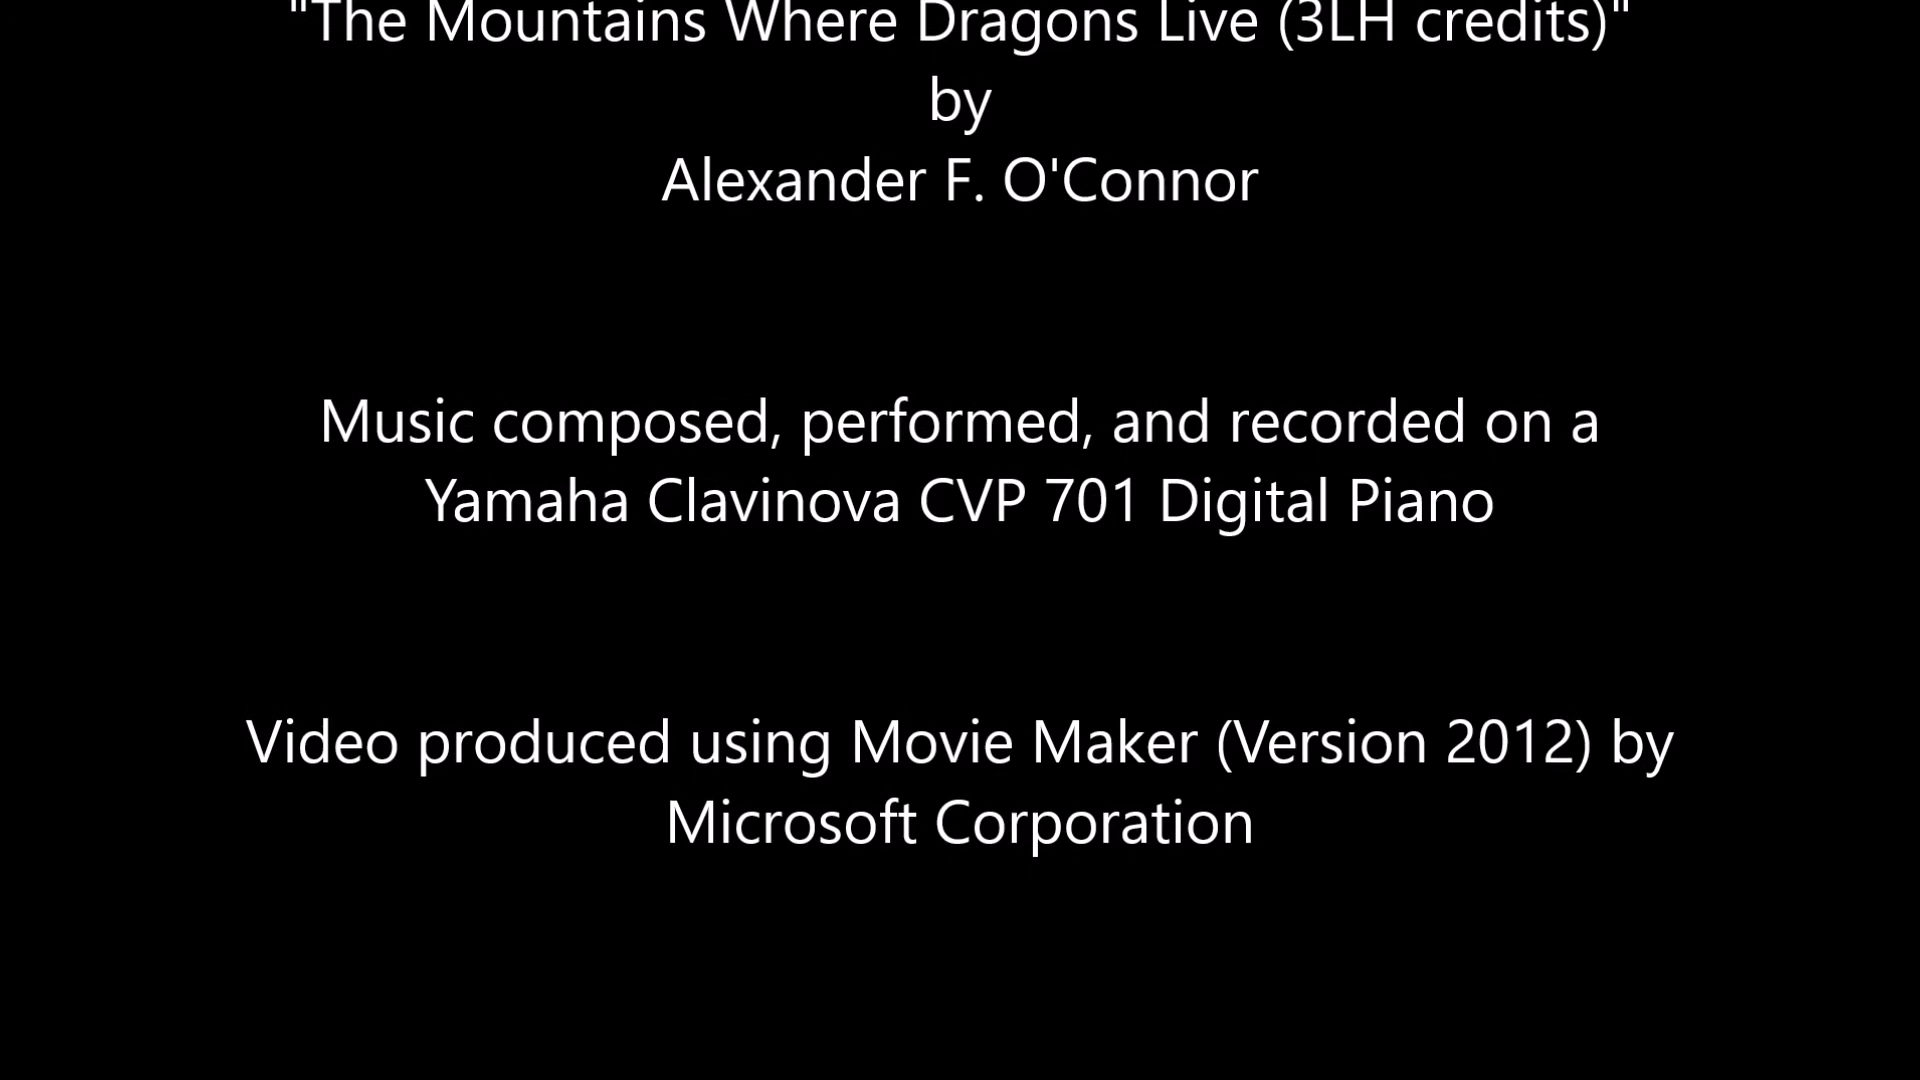 "The Mountains Where Dragons Live (3LH credits)"
by
Alexander F. O'Connor
Music composed, performed, and recorded on a
Yamaha Clavinova CVP 701 Digital Piano
Video produced using Movie Maker (Version 2012) by
Microsoft Corporation